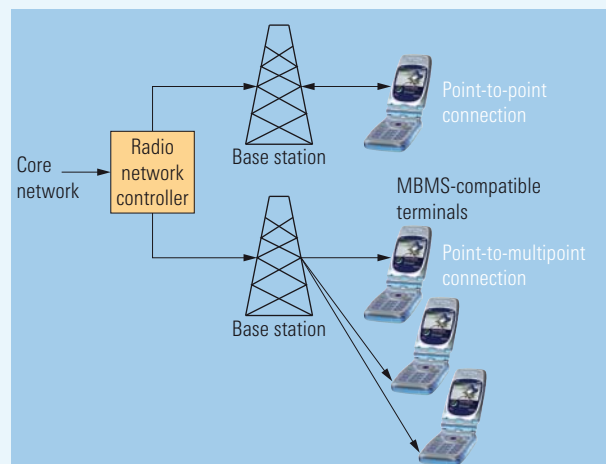 Core
network
Radio
network
controller
Base station
Point-to-point
connection
MBMS-compatible
terminals
Point-to-multipoint
connection
Base station